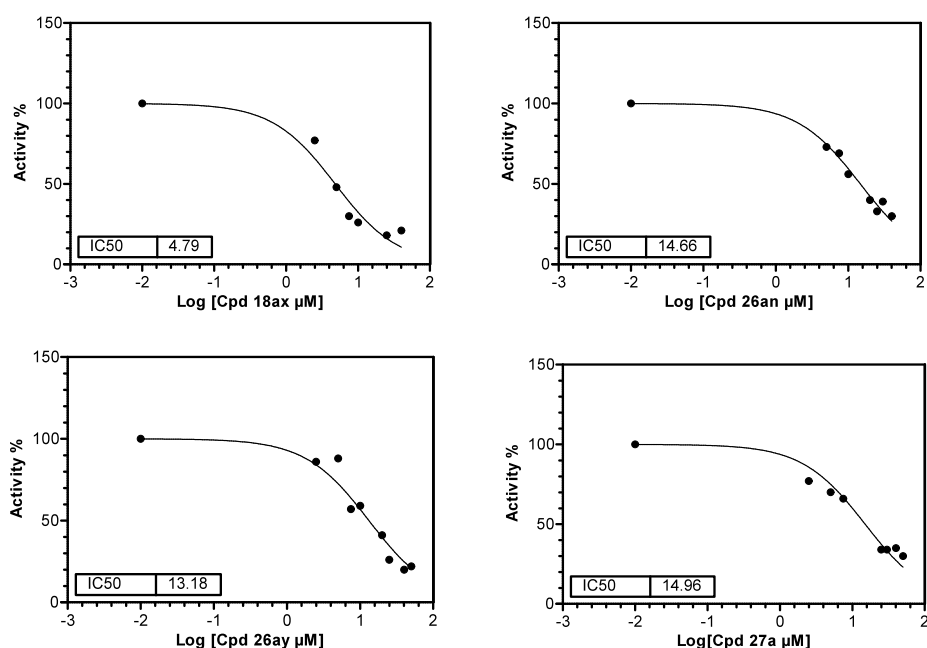 150
100
50
0
Activity %
IC50 4.79
-3 -2 -1 0 1 2
Log [Cpd 18ax µM]
150
100
50
0
Activity %
IC50 14.66
-3 -2 -1 0 1 2
Log [Cpd 26an µM]
150
100
50
0
Activity %
IC50 13.18
-3 -2 -1 0 1 2
Log [Cpd 26ay µM]
150
100
50
0
Activity %
IC50 14.96
-3 -2 -1 0 1 2
Log[Cpd 27a µM]